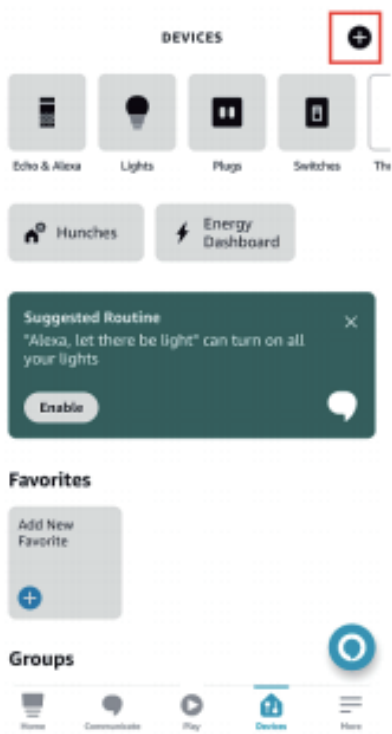 DEVICES
Echo & Alexa
Lights
Plugs
Switches
The
Hunches
Energy
Dashboard
Suggested Routine
"Alexa, let there be light" can turn on all
your lights
Enable
Favorites
Add New
Favorite
Groups
Home
Communicate
Play
Devices
More